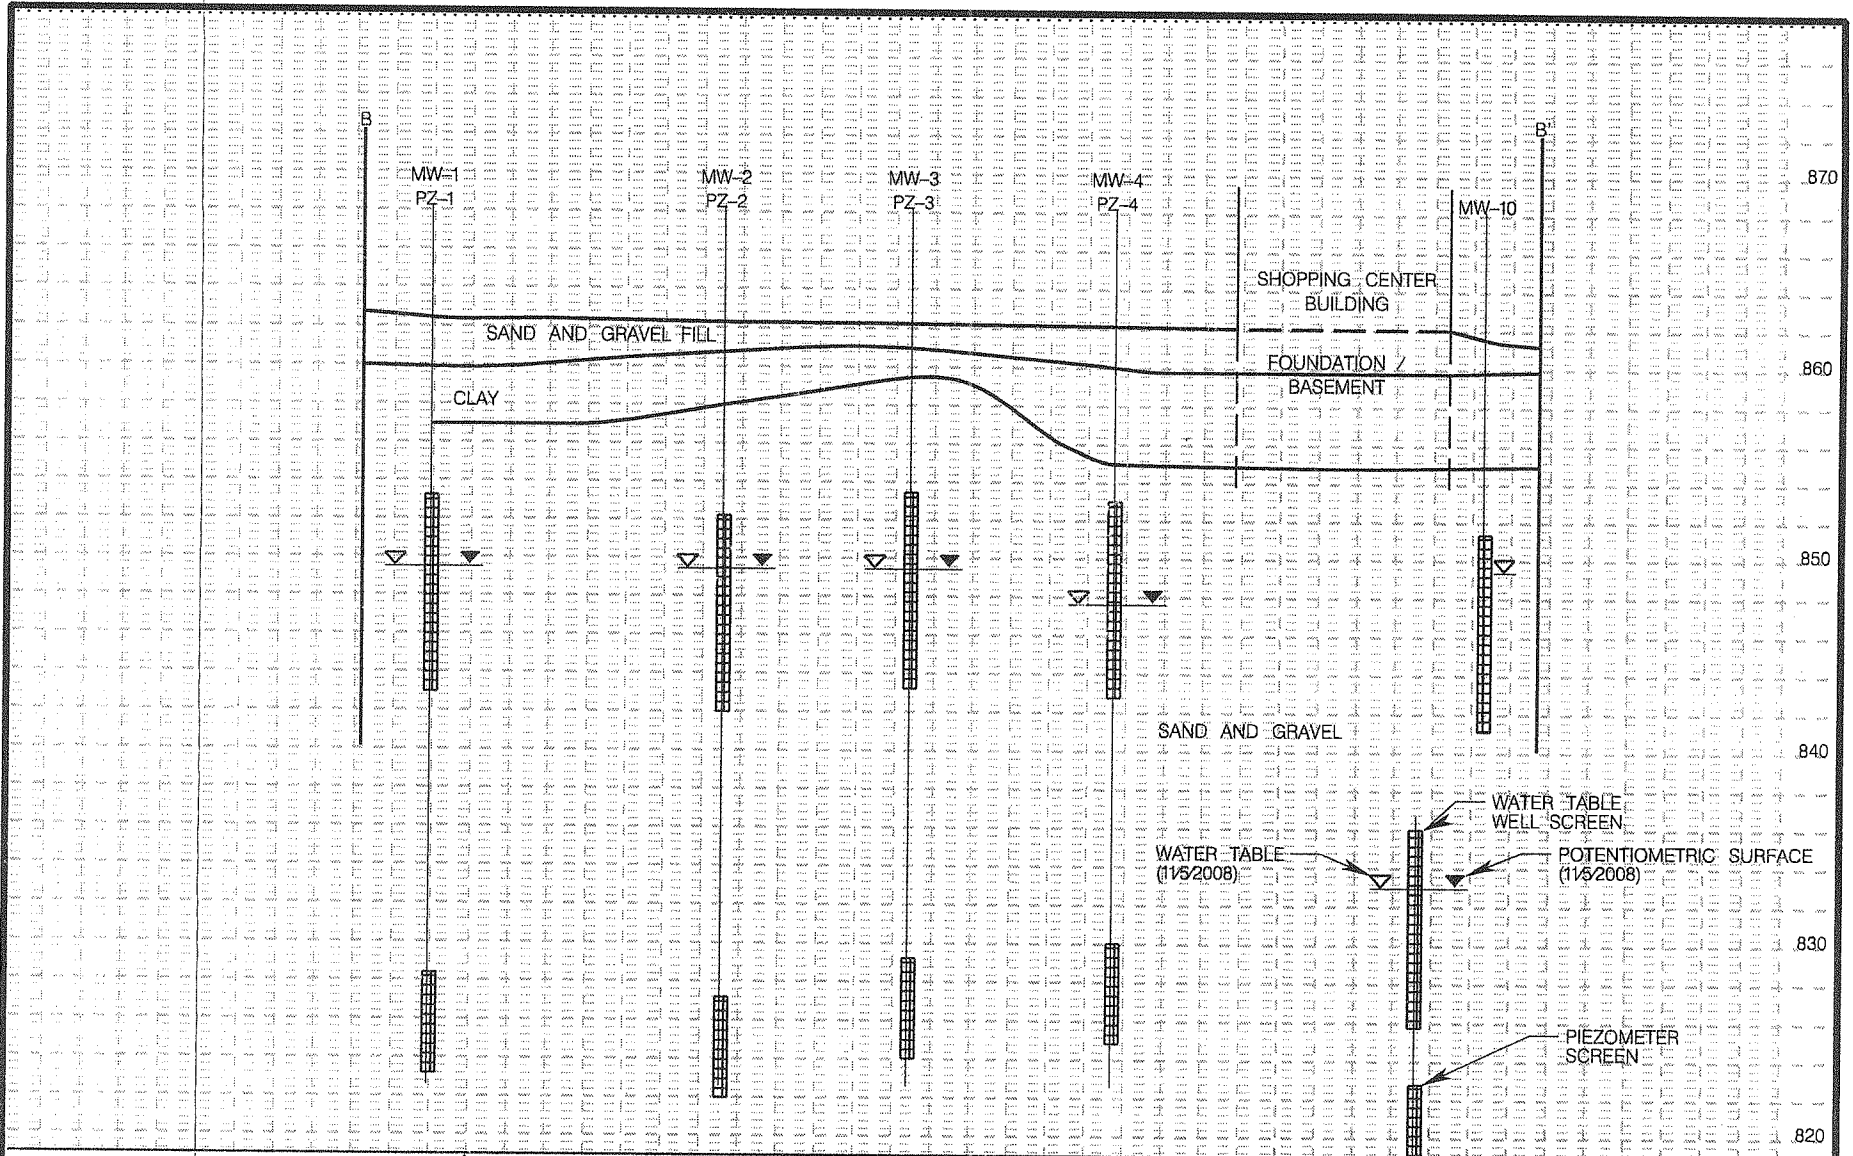 B
B'
MW-1
PZ-1
MW-2
PZ-2
MW-3
PZ-3
MW-4
PZ-4
MW-10
870
SHOPPING CENTER
BUILDING
SAND AND GRAVEL FILL
FOUNDATION /
BASEMENT
860
CLAY
850
SAND AND GRAVEL
840
WATER TABLE
WELL SCREEN
WATER TABLE
(11/5/2008)
POTENTIOMETRIC SURFACE
(11/5/2008)
830
PIEZOMETER
SCREEN
820